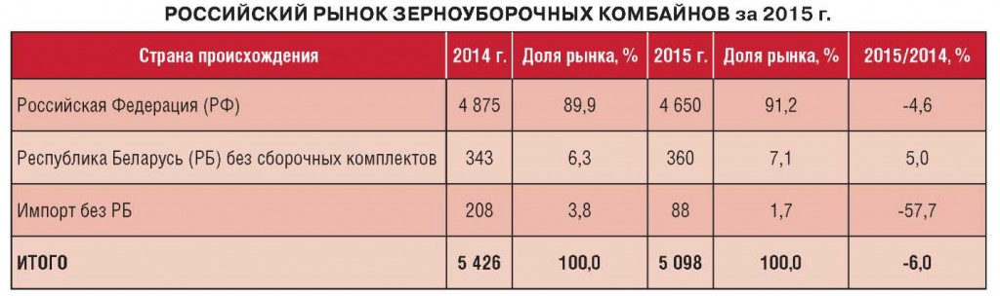 РОССИЙСКИЙ РЫНОК ЗЕРНОУБОРОЧНЫХ КОМБАЙНОВ за 2015 г.
Страна происхождения 2014 г. Доля рынка, % 2015 г. Доля рынка, % 2015/2014, %
Российская Федерация (РФ) 4 875 89,9 4 650 91,2 -4,6
Республика Беларусь (РБ) без сборочных комплектов 343 6,3 360 7,1 5,0
Импорт без РБ 208 3,8 88 1,7 -57,7
ИТОГО 5 426 100,0 5 098 100,0 -6,0